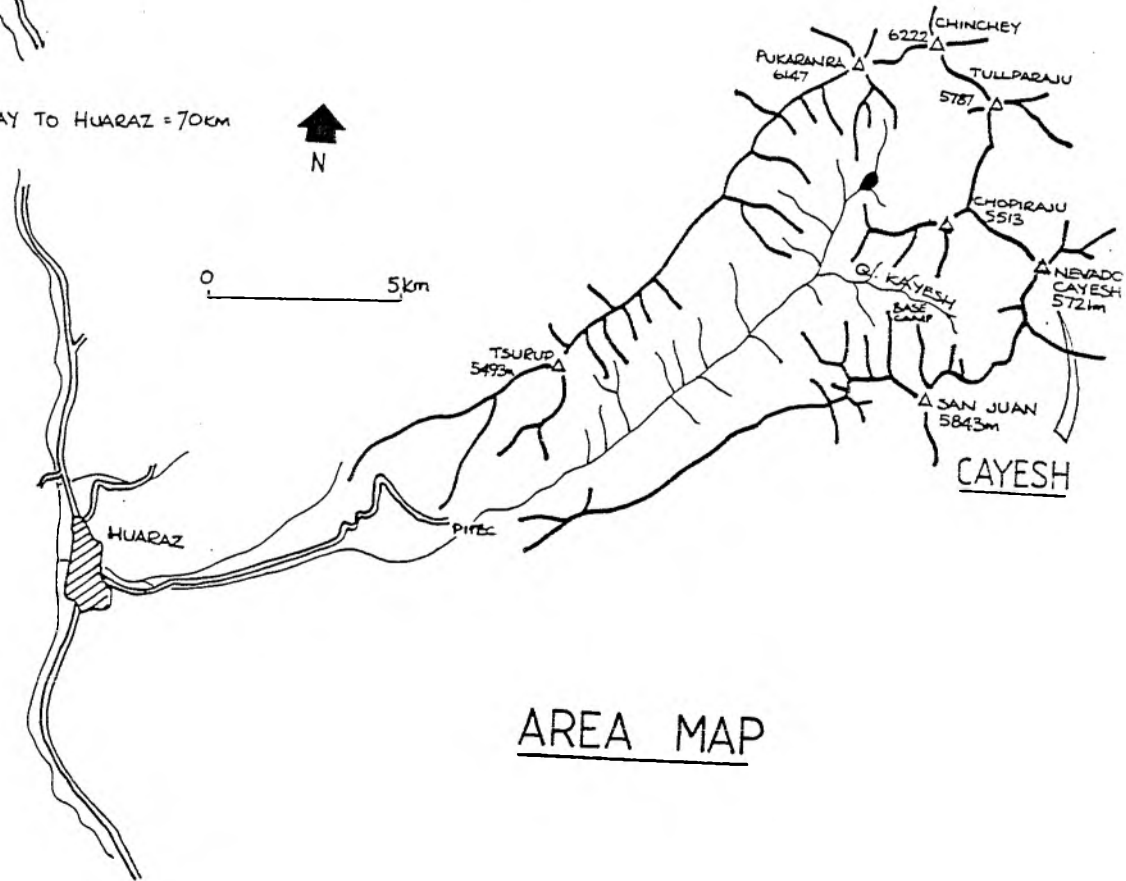 CHINCHEY
6222
PUKARANRA
6147
TULLPARAJU
5787
AY TO HUARAZ = 70KM
N
CHOPIRAJU
5513
0 5Km
Q. KAYESH
NEVADO
CAYESH
5721m
BASE
CAMP
TSURUP
5493m
SAN JUAN
5843m
CAYESH
HUARAZ
PITEC
AREA MAP